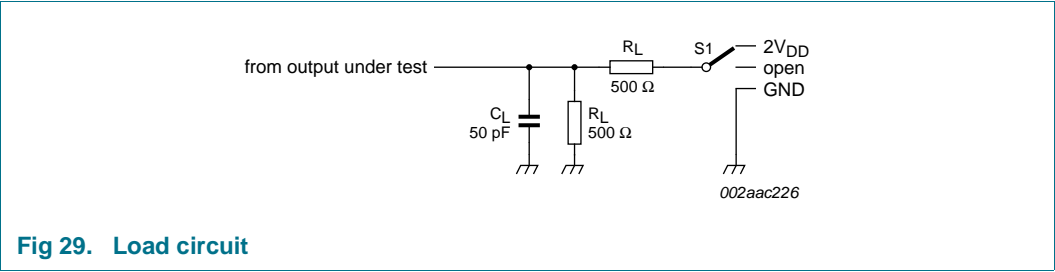 from output under test
RL
500 Ω
S1
2VDD
open
GND
CL
50 pF
RL
500 Ω
002aac226
Fig 29. Load circuit